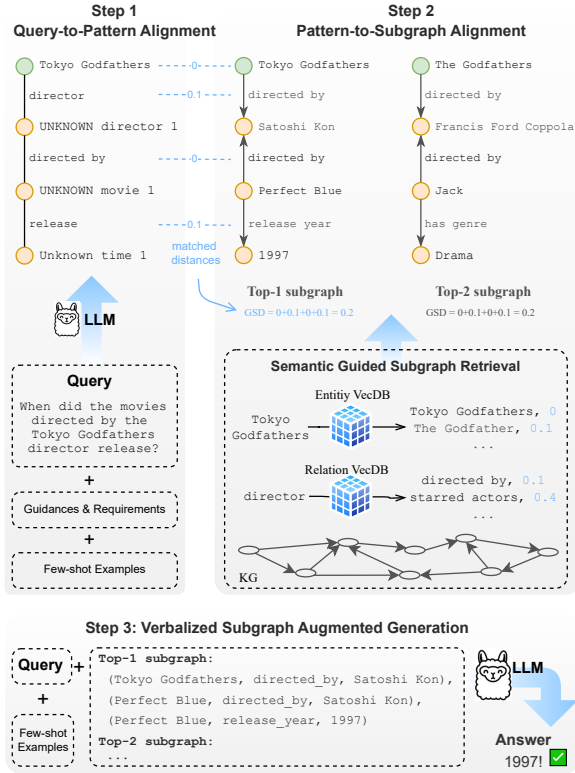 Step 1
Query-to-Pattern Alignment
Tokyo Godfathers
director
UNKNOWN director 1
directed by
UNKNOWN movie 1
release
Unknown time 1
LLM
Query
When did the movies
directed by the
Tokyo Godfathers
director release?
+
Guidances & Requirements
+
Few-shot Examples
Step 2
Pattern-to-Subgraph Alignment
0
0.1
0
0.1
matched
distances
Tokyo Godfathers
directed by
Satoshi Kon
directed by
Perfect Blue
release year
1997
Top-1 subgraph
GSD = 0+0.1+0+0.1 = 0.2
The Godfathers
directed by
Francis Ford Coppola
directed by
Jack
has genre
Drama
Top-2 subgraph
GSD = 0+0.1+0+0.1 = 0.2
Semantic Guided Subgraph Retrieval
Entitiy VecDB
Tokyo
Godfathers
Tokyo Godfathers, 0
The Godfather, 0.1
...
Relation VecDB
director
directed by, 0.1
starred actors, 0.4
...
KG
Step 3: Verbalized Subgraph Augmented Generation
Query
+
Few-shot
Examples
+
Top-1 subgraph:
(Tokyo Godfathers, directed_by, Satoshi Kon),
(Perfect Blue, directed_by, Satoshi Kon),
(Perfect Blue, release_year, 1997)
Top-2 subgraph:
...
LLM
Answer
1997!